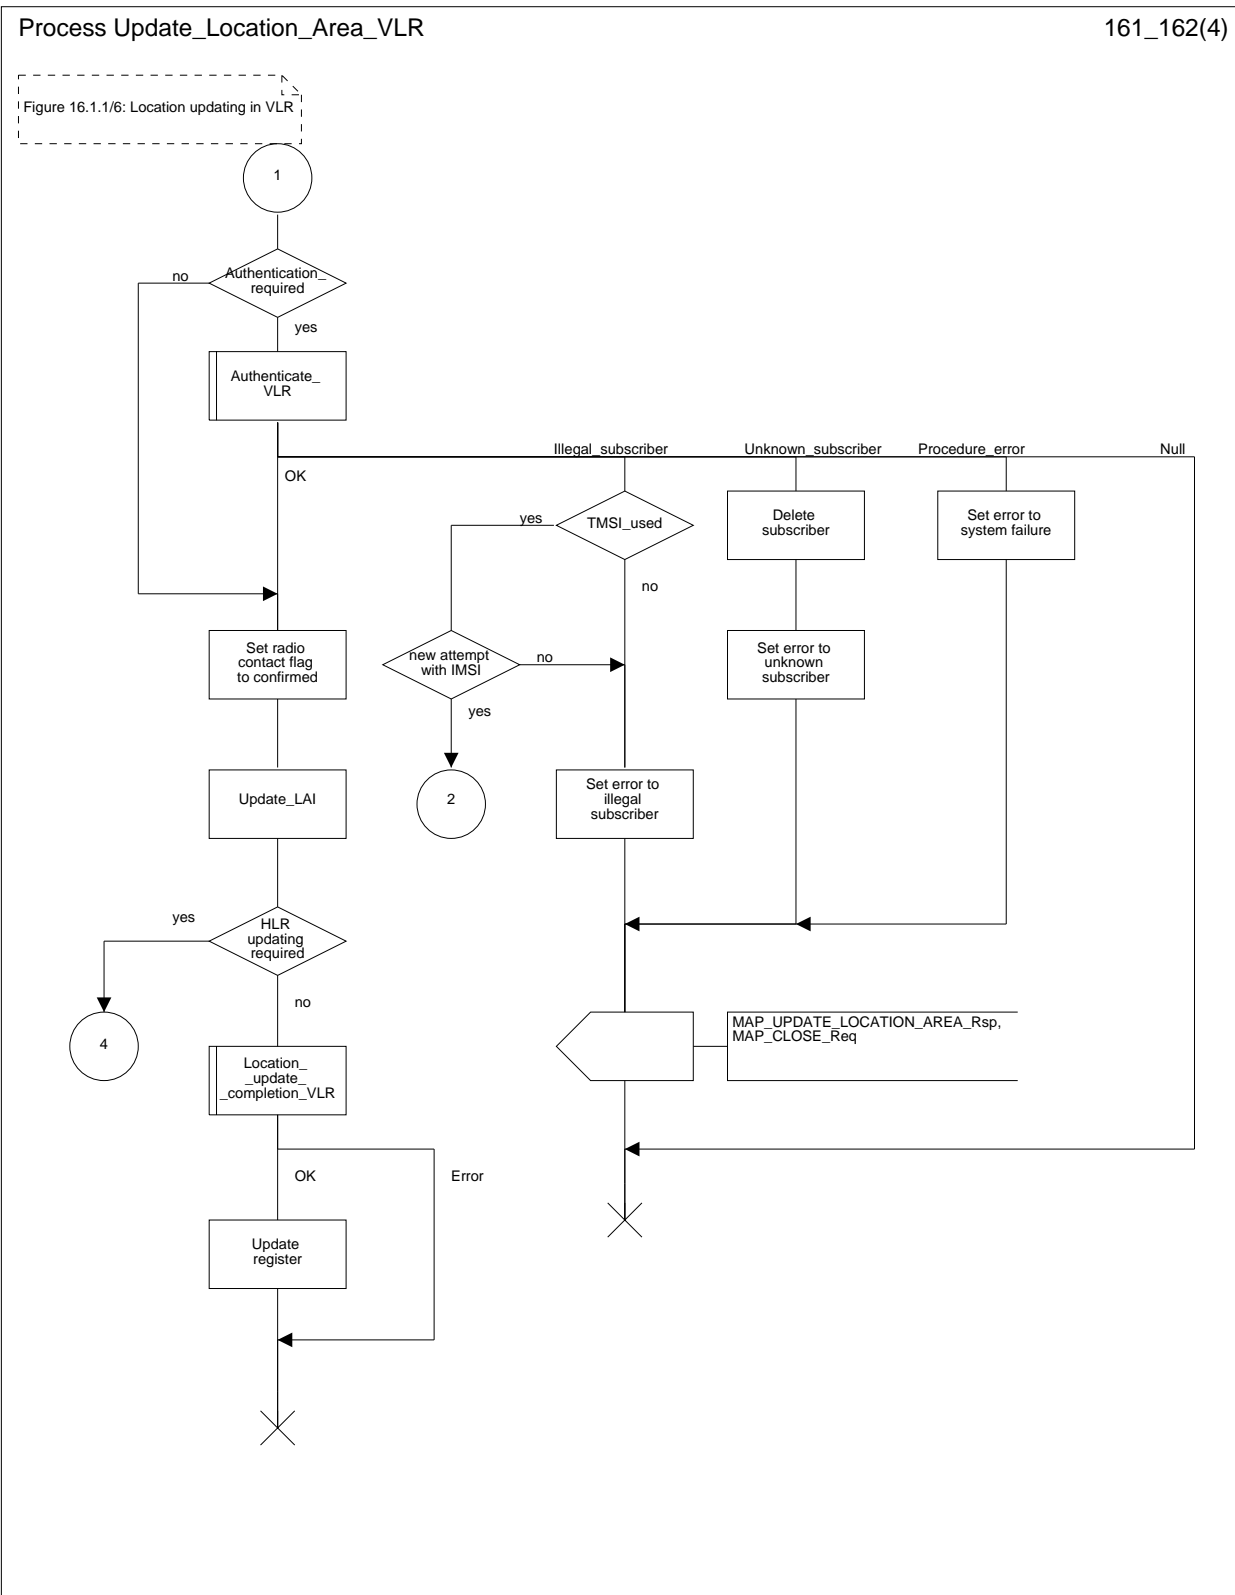 Process Update_Location_Area_VLR
161_162(4)
Figure 16.1.1/6: Location updating in VLR
1
Authentication_
required
no
yes
Authenticate_
VLR
Illegal_subscriber
Unknown_subscriber
Procedure_error
Null
OK
yes
TMSI_used
no
Delete
subscriber
Set error to
system failure
Set radio
contact flag
to confirmed
new attempt
with IMSI
no
yes
Set error to
unknown
subscriber
Update_LAI
2
Set error to
illegal
subscriber
yes
HLR
updating
required
no
4
MAP_UPDATE_LOCATION_AREA_Rsp,
MAP_CLOSE_Req
Location_
_update_
_completion_VLR
OK
Error
Update
register